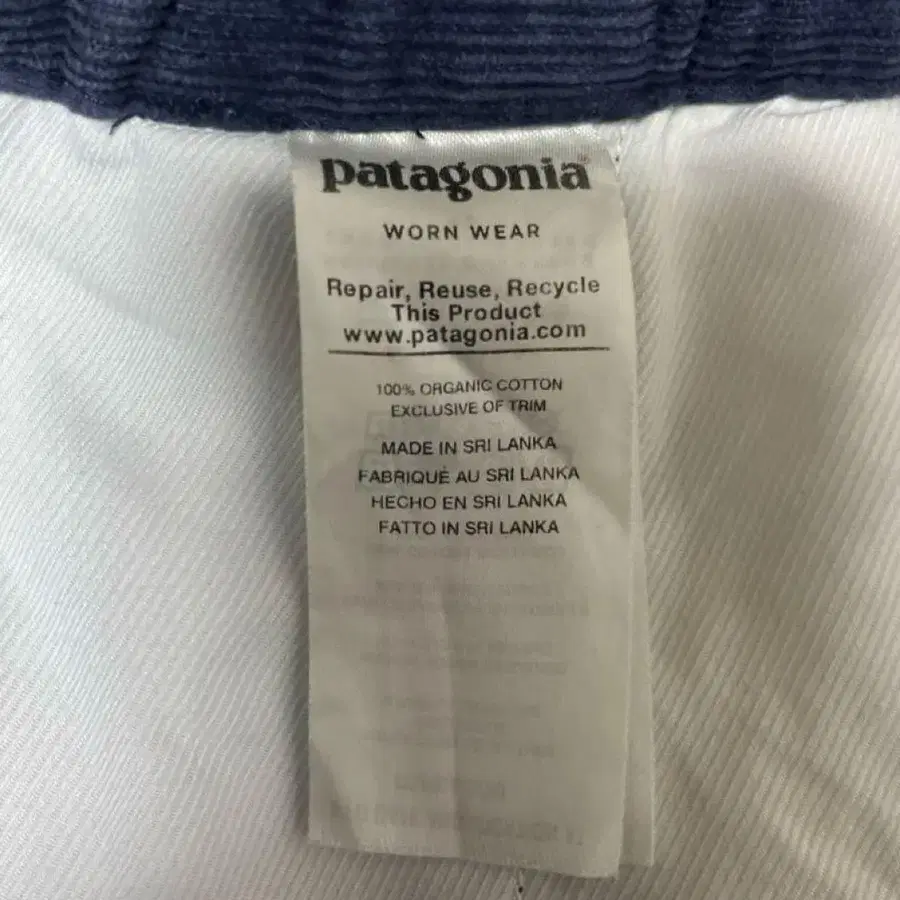 patagonia®
WORN WEAR
Repair, Reuse, Recycle
This Product
www.patagonia.com
100% ORGANIC COTTON
EXCLUSIVE OF TRIM
MADE IN SRI LANKA
FABRIQUÉ AU SRI LANKA
HECHO EN SRI LANKA
FATTO IN SRI LANKA